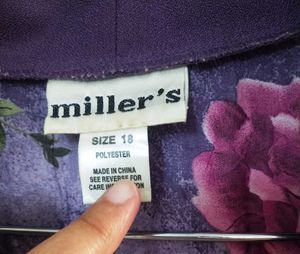 miller's
SIZE 18
POLYESTER
MADE IN CHINA
SEE REVERSE FOR
CARE